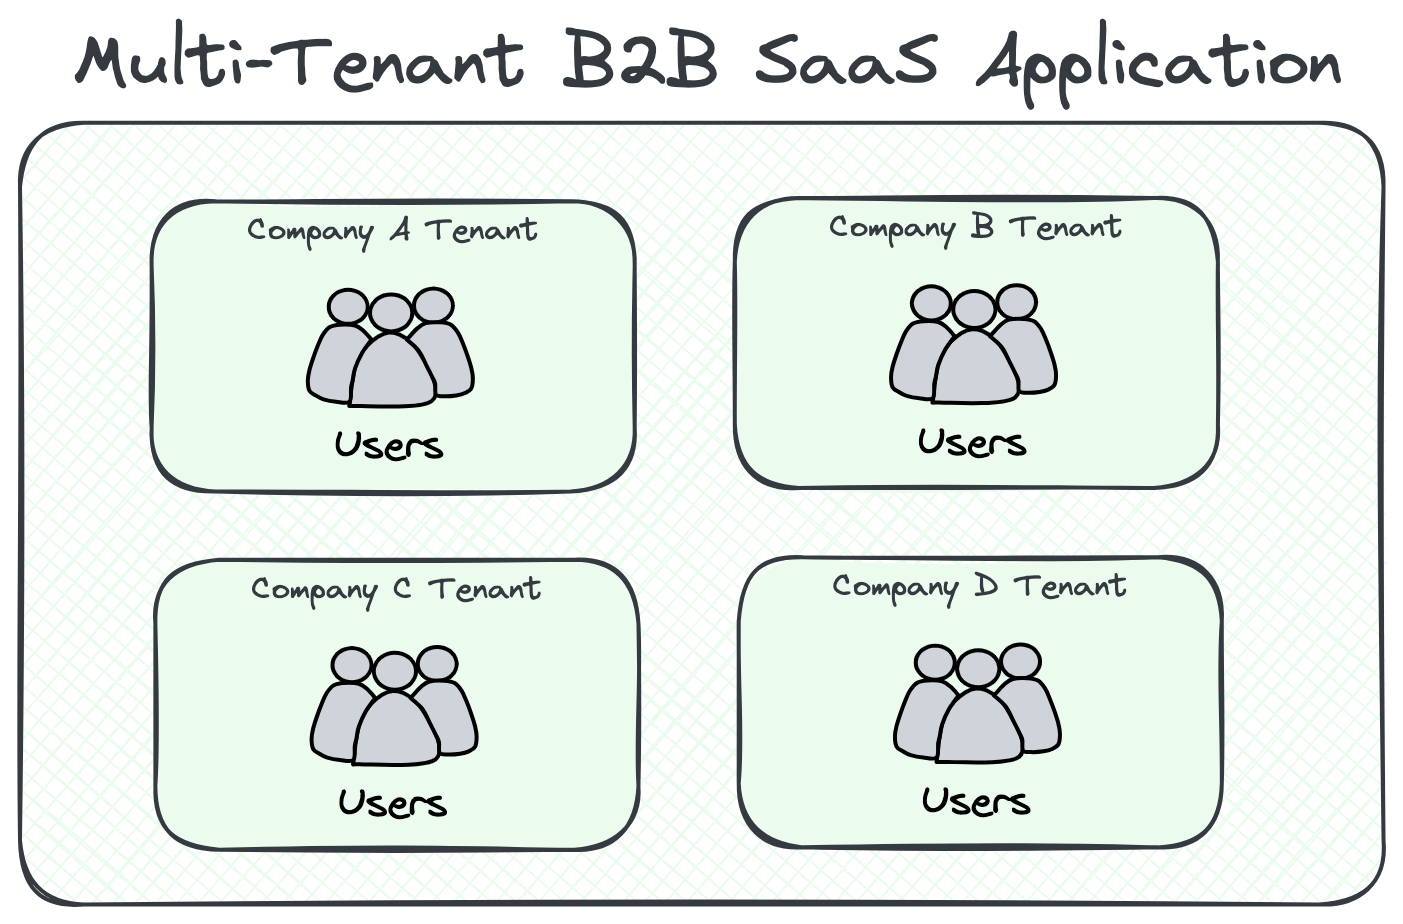 Multi-Tenant B2B SaaS Application
Company A Tenant
Users
Company B Tenant
Users
Company C Tenant
Users
Company D Tenant
Users